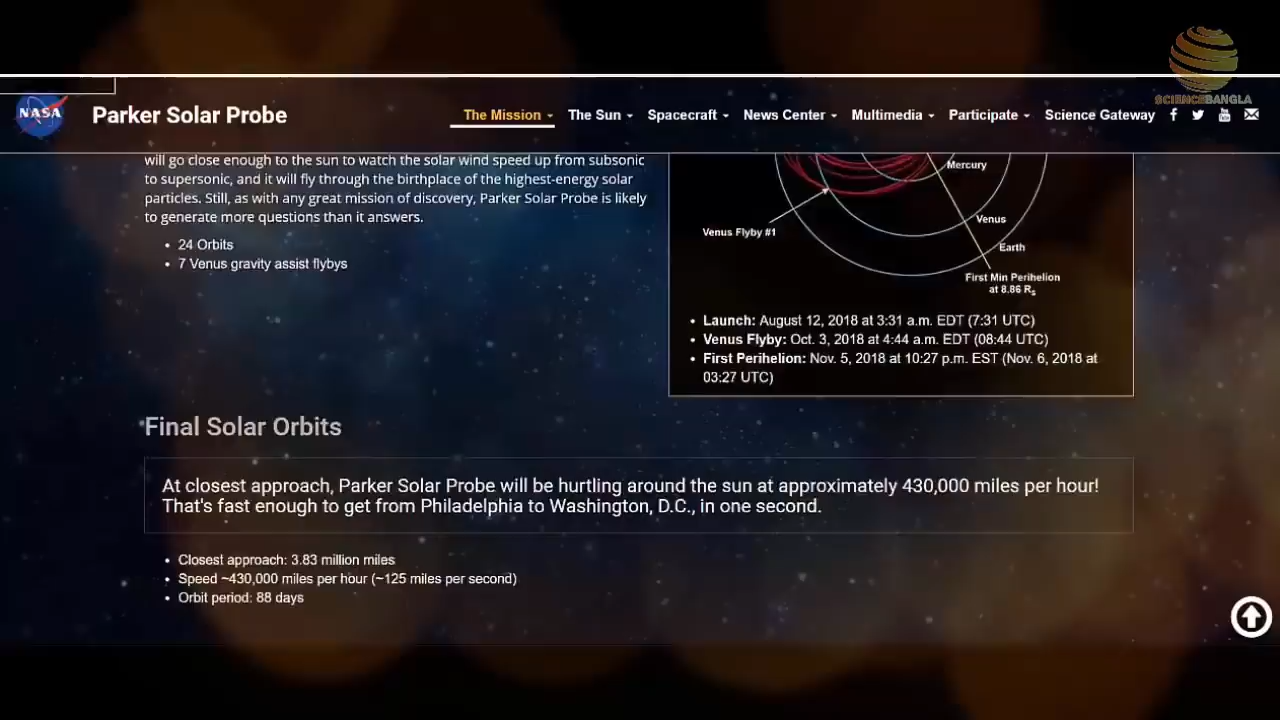 SCIENCEBANGLA
NASA
Parker Solar Probe
The Mission
The Sun
Spacecraft
News Center
Multimedia
Participate
Science Gateway
will go close enough to the sun to watch the solar wind speed up from subsonic
to supersonic, and it will fly through the birthplace of the highest-energy solar
particles. Still, as with any great mission of discovery, Parker Solar Probe is likely
to generate more questions than it answers.
• 24 Orbits
• 7 Venus gravity assist flybys
Mercury
Venus Flyby #1
Venus
Earth
First Min Perihelion
at 8.86 Rs
• Launch: August 12, 2018 at 3:31 a.m. EDT (7:31 UTC)
• Venus Flyby: Oct. 3, 2018 at 4:44 a.m. EDT (08:44 UTC)
• First Perihelion: Nov. 5, 2018 at 10:27 p.m. EST (Nov. 6, 2018 at
03:27 UTC)
Final Solar Orbits
At closest approach, Parker Solar Probe will be hurtling around the sun at approximately 430,000 miles per hour!
That's fast enough to get from Philadelphia to Washington, D.C., in one second.
• Closest approach: 3.83 million miles
• Speed ~430,000 miles per hour (~125 miles per second)
• Orbit period: 88 days